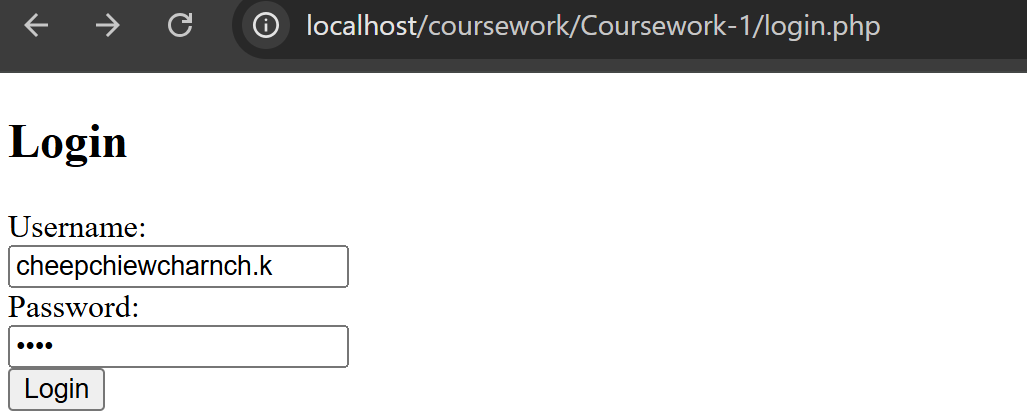 localhost/coursework/Coursework-1/login.php
Login
Username:
cheepchiewcharnch.k
Password:
••••
Login